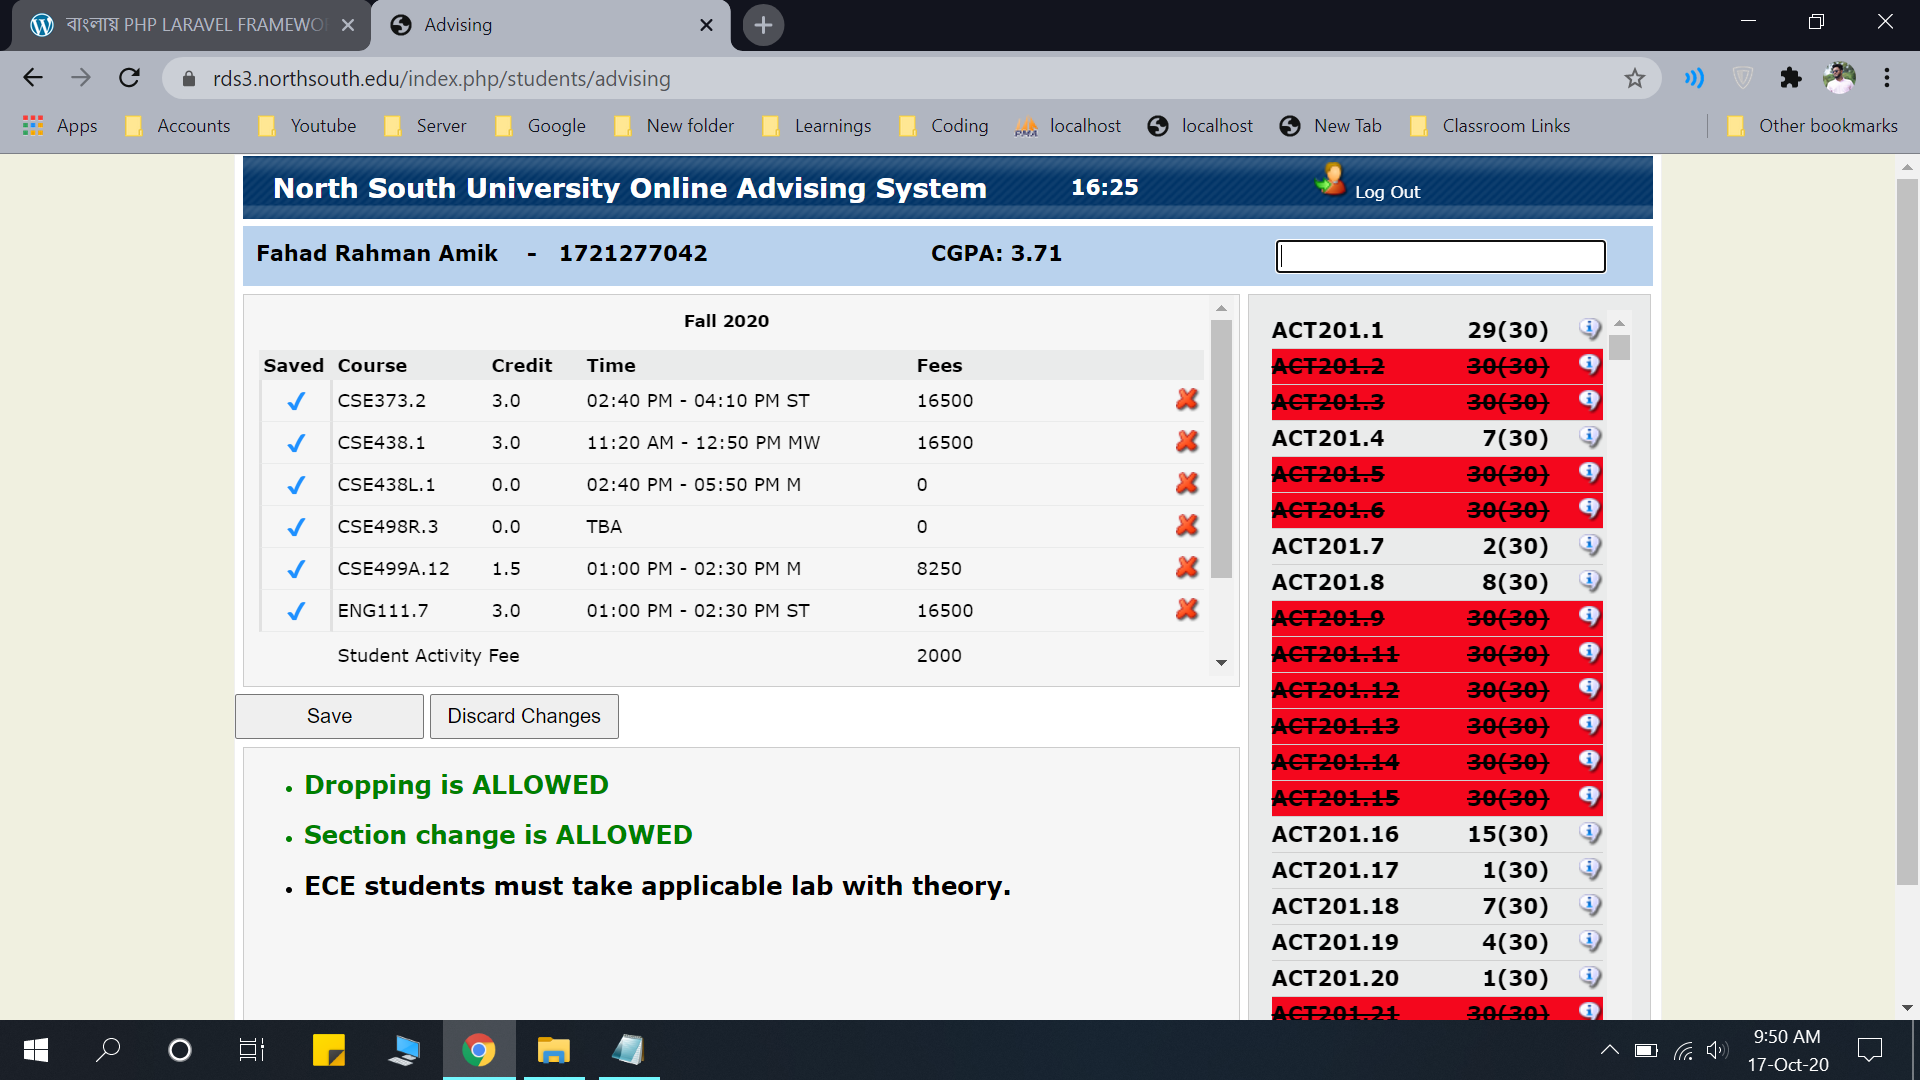 বাংলায় PHP LARAVEL FRAMEWO
Advising
rds3.northsouth.edu/index.php/students/advising
Apps Accounts Youtube Server Google New folder Learnings Coding localhost localhost New Tab Classroom Links Other bookmarks
North South University Online Advising System 16:25 Log Out
Fahad Rahman Amik - 1721277042 CGPA: 3.71
Fall 2020
Saved Course Credit Time Fees
CSE373.2 3.0 02:40 PM - 04:10 PM ST 16500
CSE438.1 3.0 11:20 AM - 12:50 PM MW 16500
CSE438L.1 0.0 02:40 PM - 05:50 PM M 0
CSE498R.3 0.0 TBA 0
CSE499A.12 1.5 01:00 PM - 02:30 PM M 8250
ENG111.7 3.0 01:00 PM - 02:30 PM ST 16500
Student Activity Fee 2000
Save Discard Changes
Dropping is ALLOWED
Section change is ALLOWED
ECE students must take applicable lab with theory.
ACT201.1 29(30)
ACT201.2 30(30)
ACT201.3 30(30)
ACT201.4 7(30)
ACT201.5 30(30)
ACT201.6 30(30)
ACT201.7 2(30)
ACT201.8 8(30)
ACT201.9 30(30)
ACT201.11 30(30)
ACT201.12 30(30)
ACT201.13 30(30)
ACT201.14 30(30)
ACT201.15 30(30)
ACT201.16 15(30)
ACT201.17 1(30)
ACT201.18 7(30)
ACT201.19 4(30)
ACT201.20 1(30)
ACT201.21 30(30)
9:50 AM
17-Oct-20